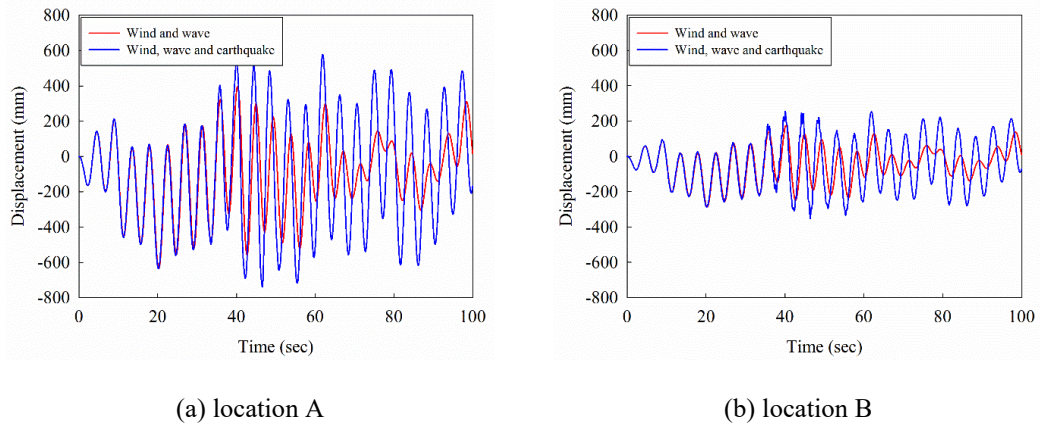 800
600
400
200
0
-200
-400
-600
-800
Displacement (mm)
Wind and wave
Wind, wave and earthquake
0 20 40 60 80 100
Time (sec)
(a) location A
800
600
400
200
0
-200
-400
-600
-800
Displacement (mm)
Wind and wave
Wind, wave and earthquake
0 20 40 60 80 100
Time (sec)
(b) location B